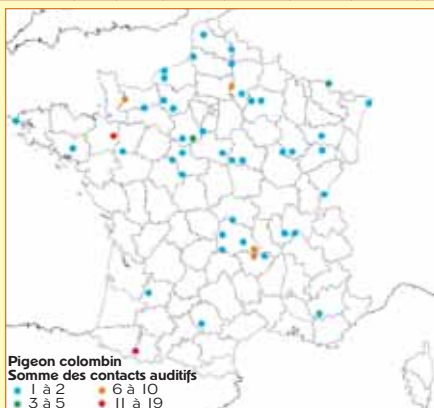 Pigeon colombin
Somme des contacts auditifs
1 à 2 6 à 10
3 à 5 11 à 19